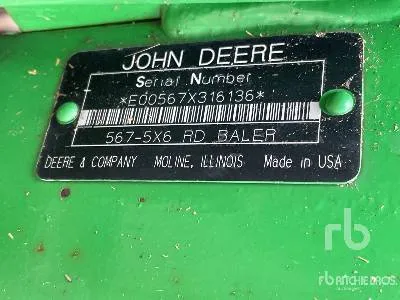 JOHN DEERE
Serial Number
*E00567X316136*
567-5X6 RD BALER
DEERE & COMPANY MOLINE, ILLINOIS Made in USA
rb
RITCHIE BROS.